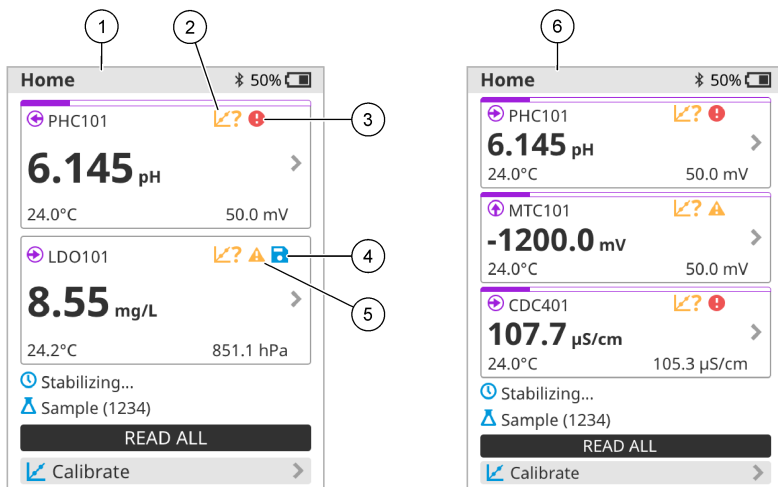 1
2
6
Home 50%
PHC101 ?
3
6.145 pH
24.0°C 50.0 mV
LDO101 ?
4
8.55 mg/L
5
24.2°C 851.1 hPa
Stabilizing...
Sample (1234)
READ ALL
Calibrate
Home 50%
PHC101 ?
6.145 pH
24.0°C 50.0 mV
MTC101 ?
-1200.0 mV
24.0°C 50.0 mV
CDC401 ?
107.7 µS/cm
24.0°C 105.3 µS/cm
Stabilizing...
Sample (1234)
READ ALL
Calibrate